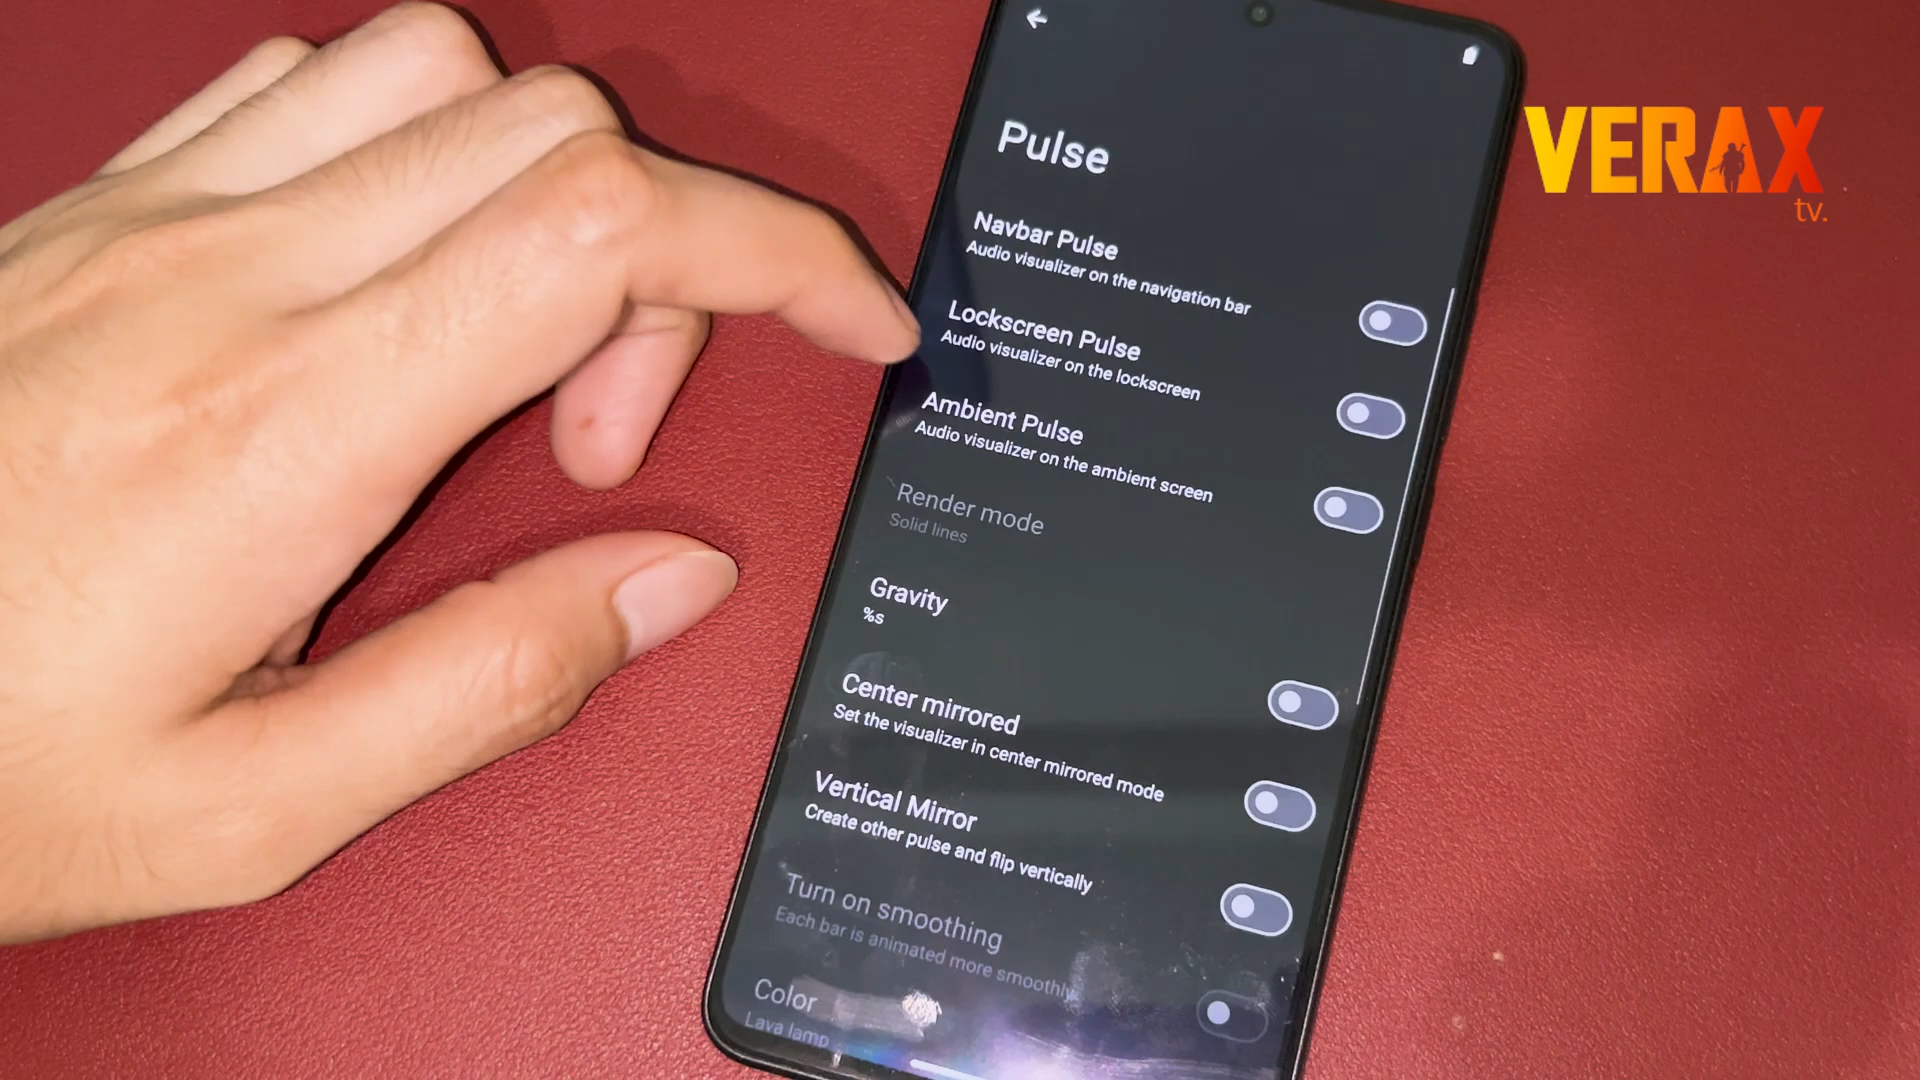 Pulse
Navbar Pulse
Audio visualizer on the navigation bar
Lockscreen Pulse
Audio visualizer on the lockscreen
Ambient Pulse
Audio visualizer on the ambient screen
Render mode
Solid lines
Gravity
%s
Center mirrored
Set the visualizer in center mirrored mode
Vertical Mirror
Create other pulse and flip vertically
Turn on smoothing
Each bar is animated more smoothly
Color
Lava lamp
VERAX
tv.